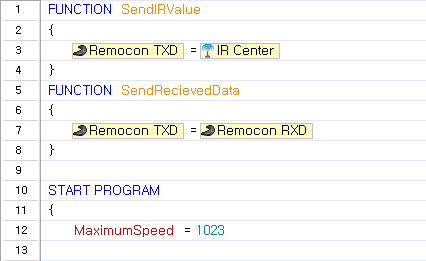 1 FUNCTION SendIRValue
2 {
3 Remocon TXD = IR Center
4 }
5 FUNCTION SendRecievedData
6 {
7 Remocon TXD = Remocon RXD
8 }
9
10 START PROGRAM
11 {
12 MaximumSpeed = 1023
13